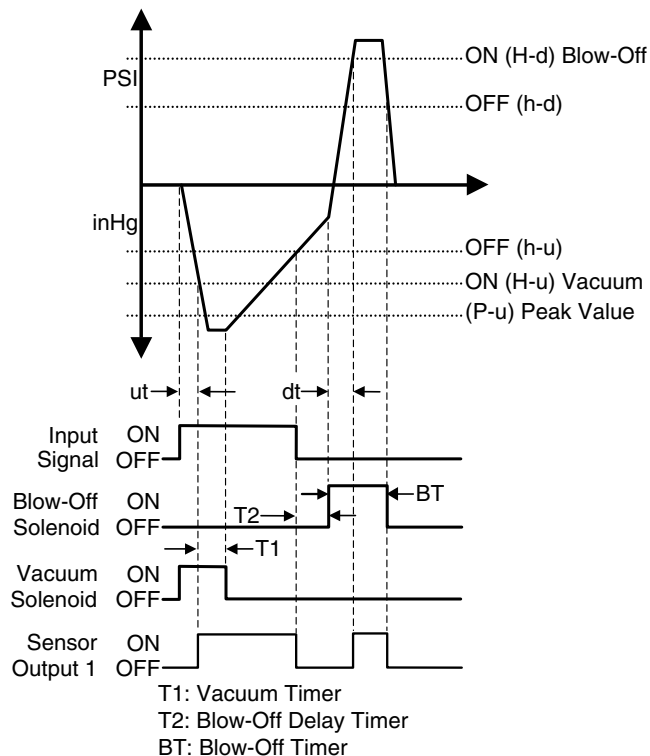 ON (H-d) Blow-Off
PSI
OFF (h-d)
inHg
OFF (h-u)
ON (H-u) Vacuum
(P-u) Peak Value
ut
dt
Input
Signal
ON
OFF
Blow-Off
Solenoid
ON
OFF
T2
BT
T1
Vacuum
Solenoid
ON
OFF
Sensor
Output 1
ON
OFF
T1: Vacuum Timer
T2: Blow-Off Delay Timer
BT: Blow-Off Timer